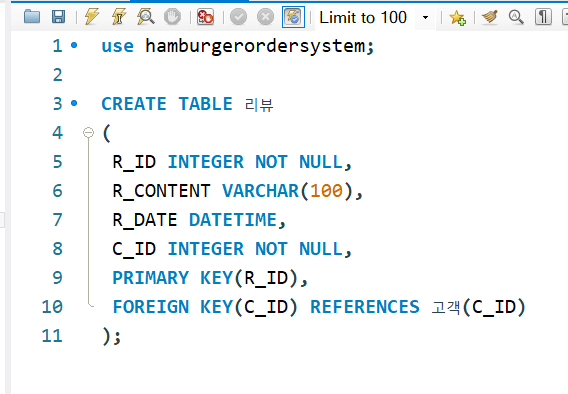 Limit to 100
1 use hamburgerordersystem;
2
3 CREATE TABLE 리뷰
4 (
5 R_ID INTEGER NOT NULL,
6 R_CONTENT VARCHAR(100),
7 R_DATE DATETIME,
8 C_ID INTEGER NOT NULL,
9 PRIMARY KEY(R_ID),
10 FOREIGN KEY(C_ID) REFERENCES 고객(C_ID)
11 );